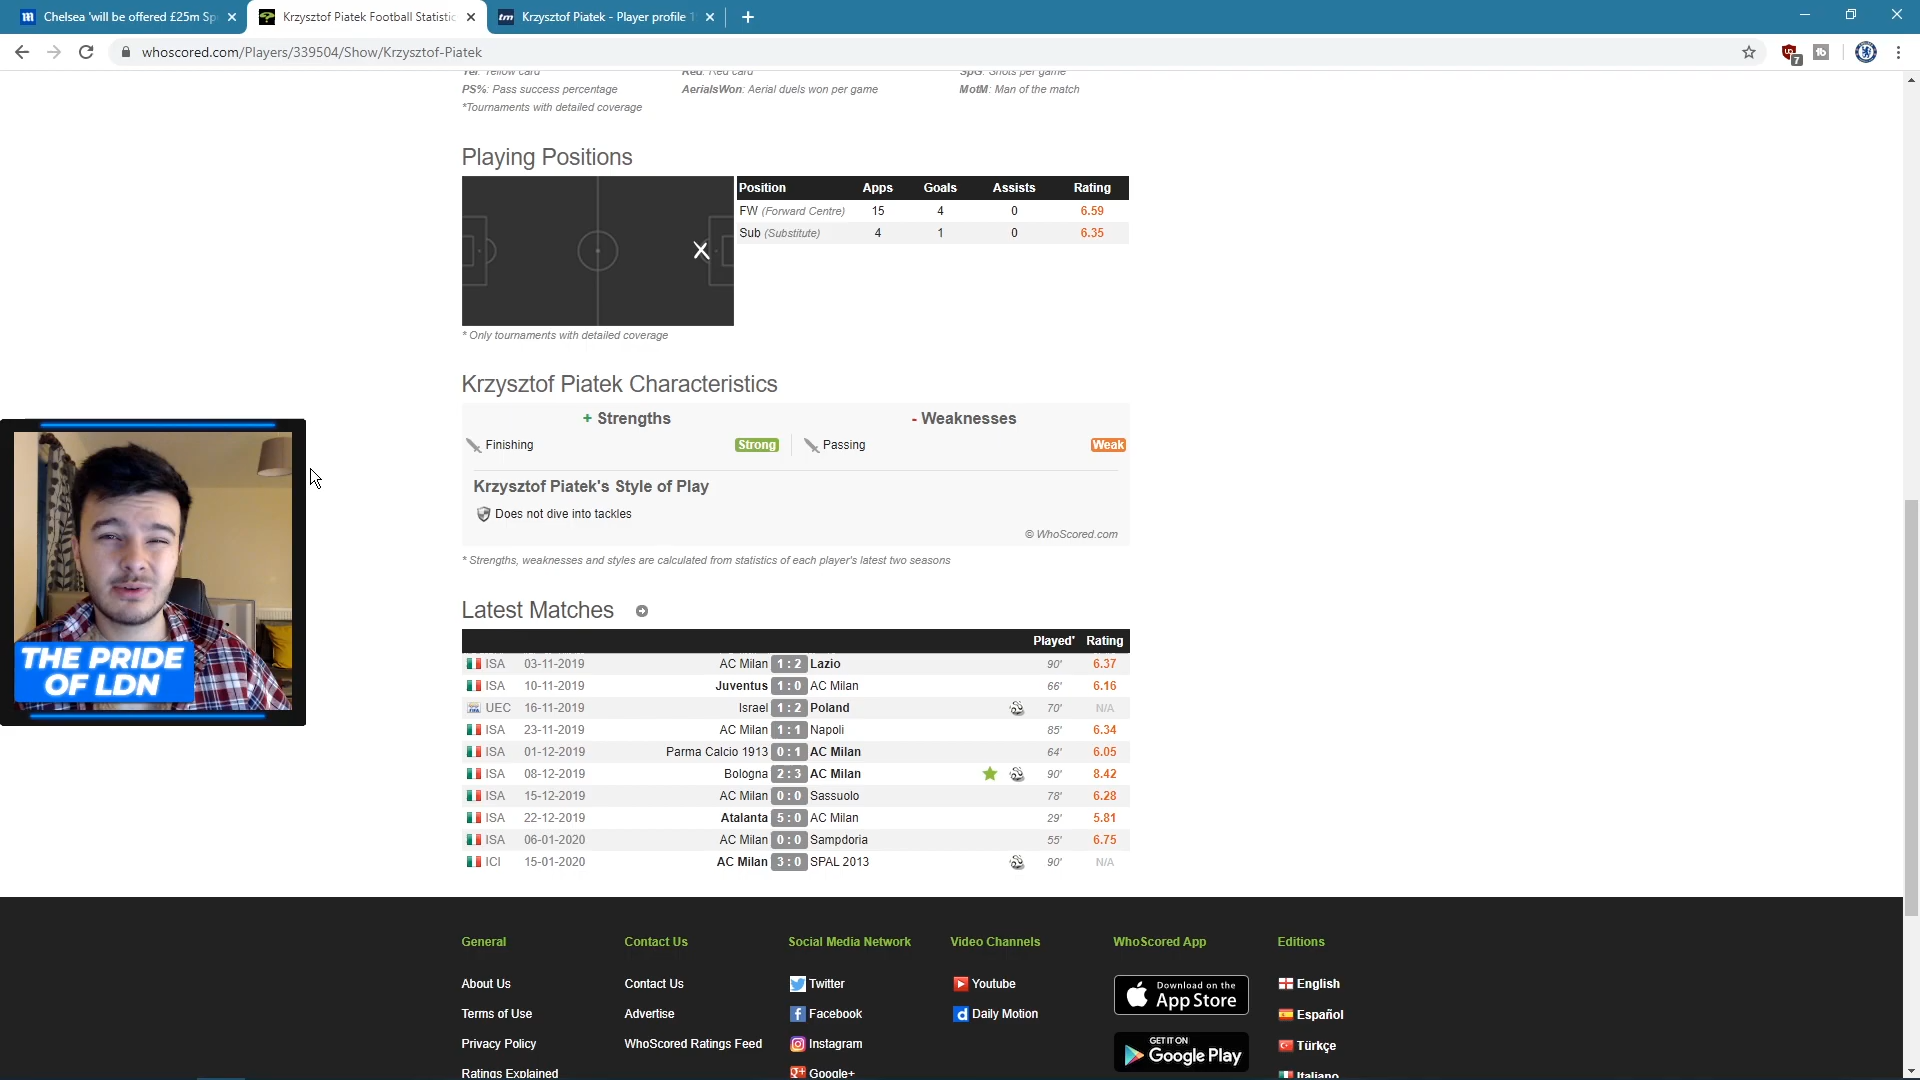 Chelsea 'will be offered £25m Sp
Krzysztof Piatek Football Statistic
tm Krzysztof Piatek - Player profile 1
whoscored.com/Players/339504/Show/Krzysztof-Piatek
7
Yel: Yellow card Red: Red card SpG: Shots per game
PS%: Pass success percentage AerialsWon: Aerial duels won per game MotM: Man of the match
*Tournaments with detailed coverage
Playing Positions
Position Apps Goals Assists Rating
FW (Forward Centre) 15 4 0 6.59
Sub (Substitute) 4 1 0 6.35
* Only tournaments with detailed coverage
Krzysztof Piatek Characteristics
+ Strengths - Weaknesses
Finishing Strong Passing Weak
Krzysztof Piatek's Style of Play
Does not dive into tackles
© WhoScored.com
* Strengths, weaknesses and styles are calculated from statistics of each player's latest two seasons
THE PRIDE
OF LDN
Latest Matches
Played' Rating
ISA 03-11-2019 AC Milan 1 : 2 Lazio 90' 6.37
ISA 10-11-2019 Juventus 1 : 0 AC Milan 66' 6.16
UEC 16-11-2019 Israel 1 : 2 Poland 70' N/A
ISA 23-11-2019 AC Milan 1 : 1 Napoli 85' 6.34
ISA 01-12-2019 Parma Calcio 1913 0 : 1 AC Milan 64' 6.05
ISA 08-12-2019 Bologna 2 : 3 AC Milan 90' 8.42
ISA 15-12-2019 AC Milan 0 : 0 Sassuolo 78' 6.28
ISA 22-12-2019 Atalanta 5 : 0 AC Milan 29' 5.81
ISA 06-01-2020 AC Milan 0 : 0 Sampdoria 55' 6.75
ICI 15-01-2020 AC Milan 3 : 0 SPAL 2013 90' N/A
General Contact Us Social Media Network Video Channels WhoScored App Editions
About Us Contact Us Twitter Youtube Download on the App Store English
Terms of Use Advertise Facebook Daily Motion Español
Privacy Policy WhoScored Ratings Feed Instagram GET IT ON Google Play Türkçe
Ratings Explained Google+ Italiano